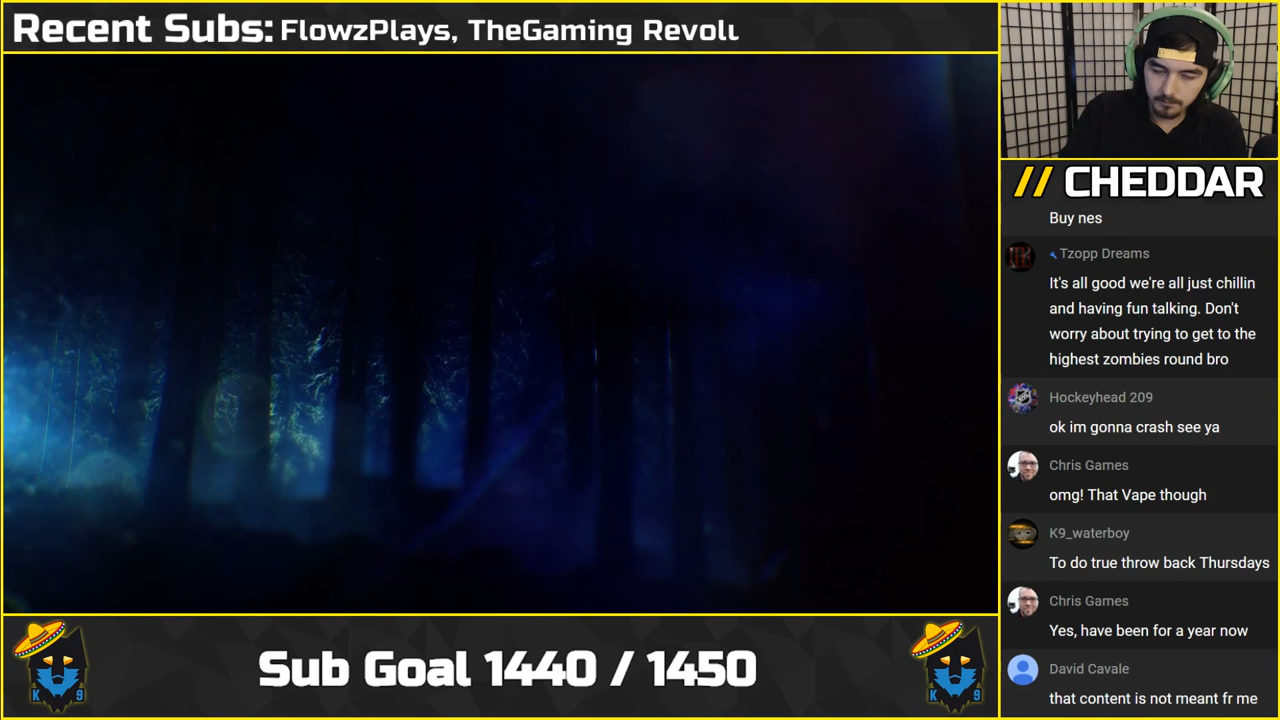 Recent Subs: FlowzPlays, TheGaming Revolu
// CHEDDAR
Buy nes
Tzopp Dreams
It's all good we're all just chillin
and having fun talking. Don't
worry about trying to get to the
highest zombies round bro
Hockeyhead 209
ok im gonna crash see ya
Chris Games
omg! That Vape though
K9_waterboy
To do true throw back Thursdays
Chris Games
Yes, have been for a year now
David Cavale
that content is not meant fr me
K 9
Sub Goal 1440 / 1450
K 9